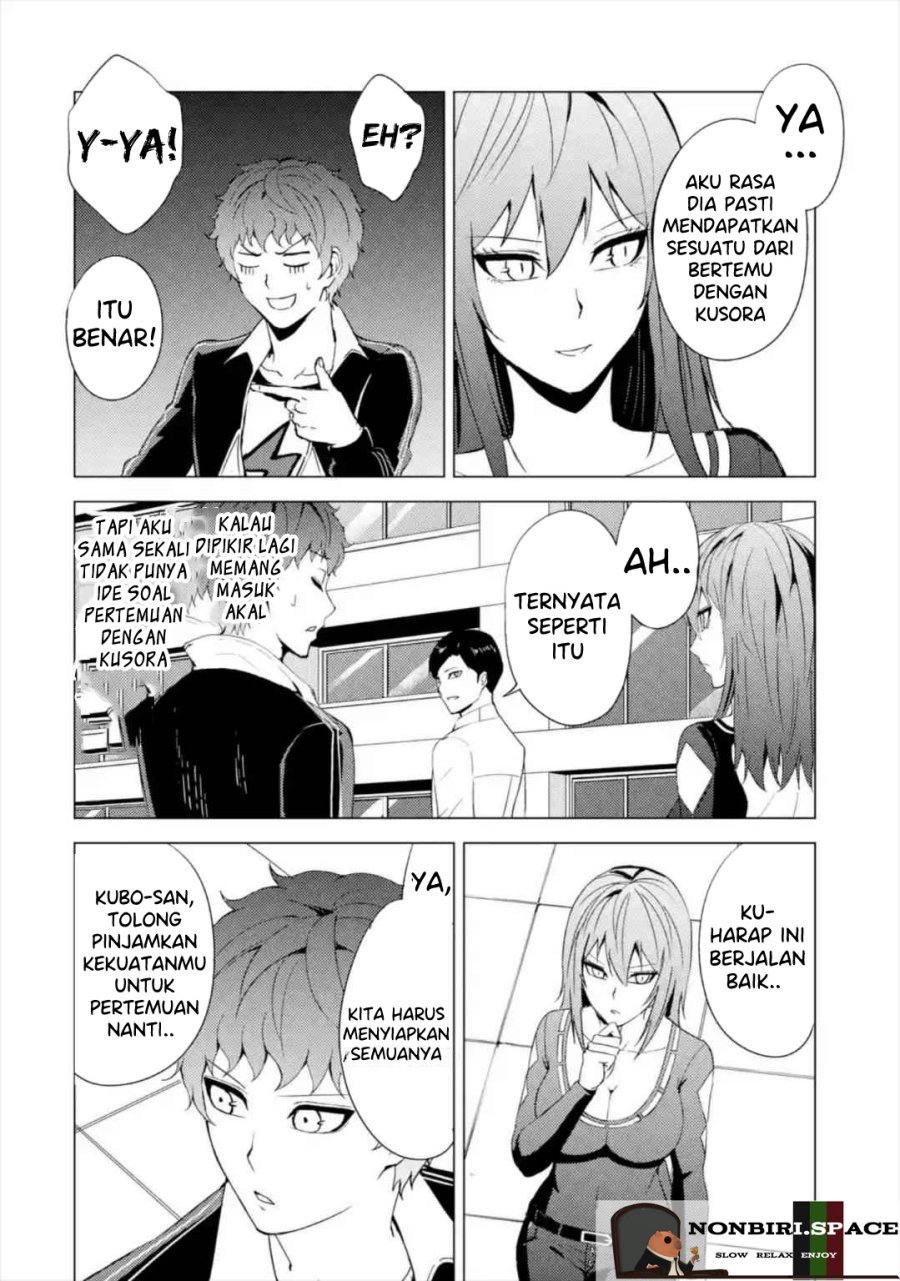 YA
...
AKU RASA
DIA PASTI
MENDAPATKAN
SESUATU DARI
BERTEMU
DENGAN
KUSORA
EH?
Y-YA!
ITU
BENAR!
AH..
TERNYATA
SEPERTI
ITU
KALAU
DIPIKIR LAGI
MEMANG
MASUK
AKAL
TAPI AKU
SAMA SEKALI
TIDAK PUNYA
IDE SOAL
PERTEMUAN
DENGAN
KUSORA
KU-
HARAP INI
BERJALAN
BAIK..
YA,
KITA HARUS
MENYIAPKAN
SEMUANYA
KUBO-SAN,
TOLONG
PINJAMKAN
KEKUATANMU
UNTUK
PERTEMUAN
NANTI..
NONBIRI.SPACE
SLOW RELAX ENJOY